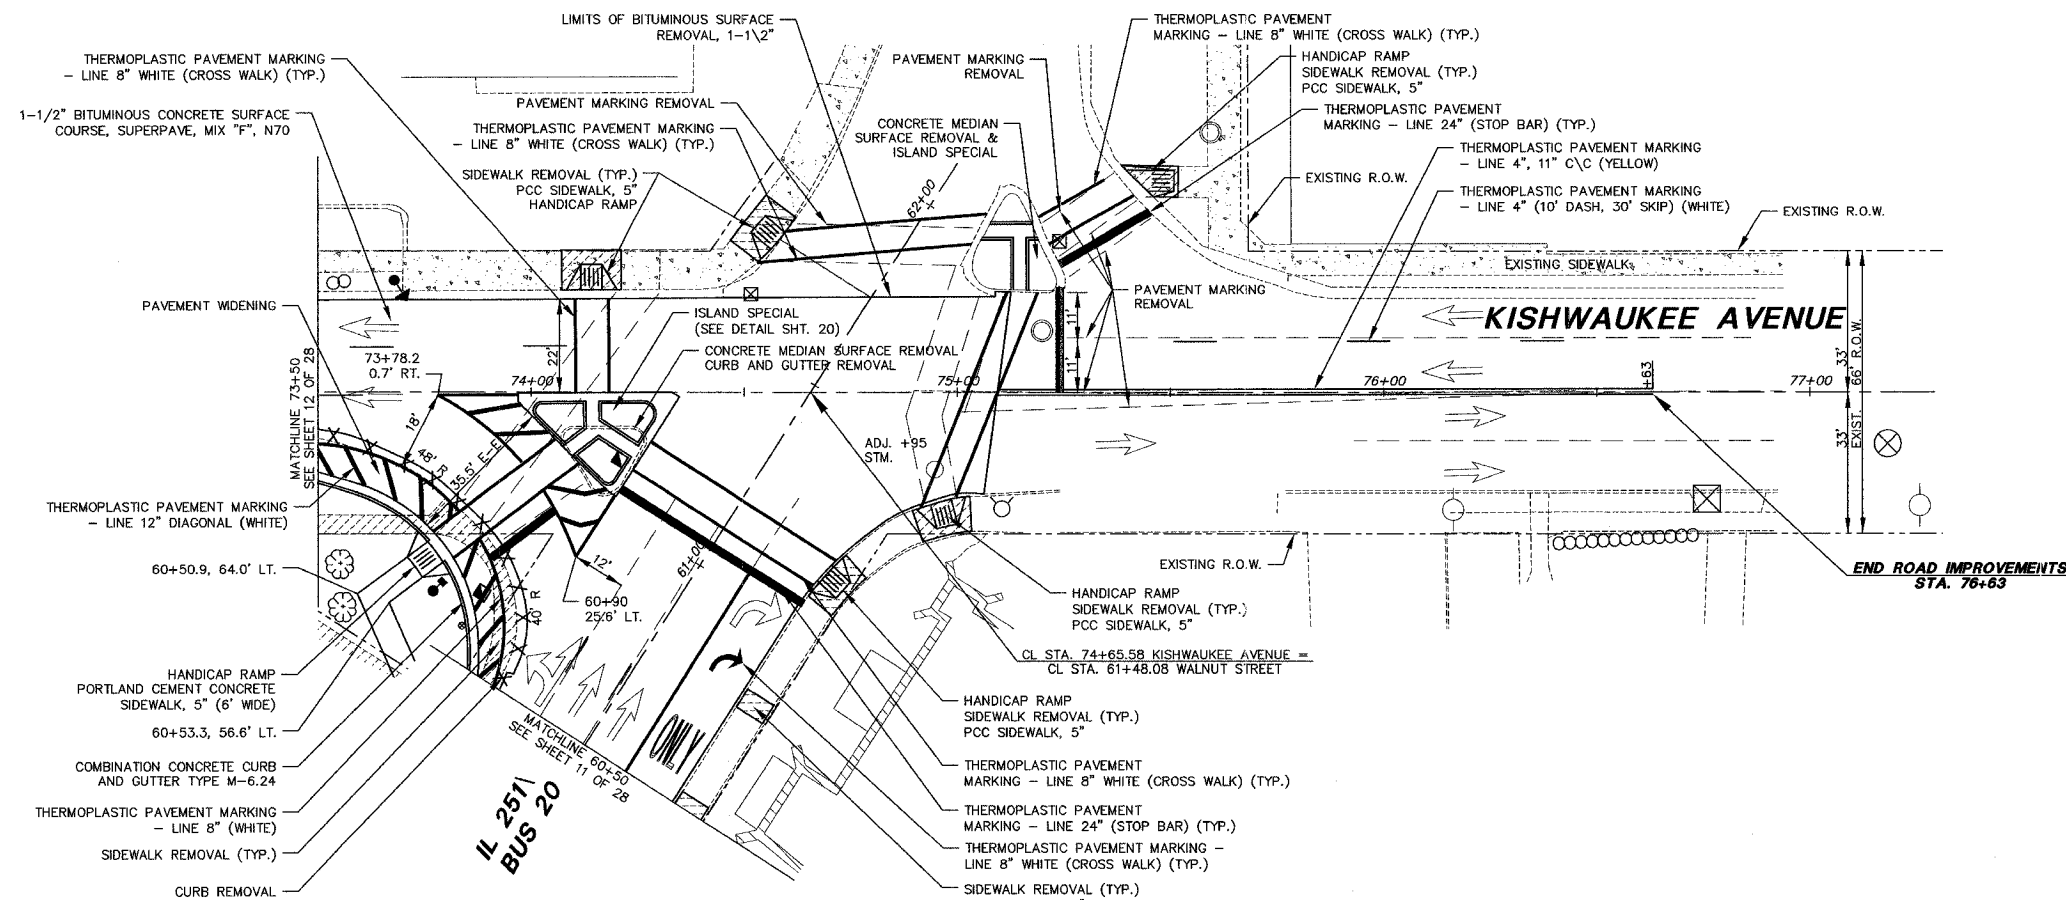 LIMITS OF BITUMINOUS SURFACE
REMOVAL, 1-1\2"
THERMOPLASTIC PAVEMENT
MARKING – LINE 8" WHITE (CROSS WALK) (TYP.)
THERMOPLASTIC PAVEMENT MARKING
– LINE 8" WHITE (CROSS WALK) (TYP.)
PAVEMENT MARKING
REMOVAL
HANDICAP RAMP
SIDEWALK REMOVAL (TYP.)
PCC SIDEWALK, 5"
1-1/2" BITUMINOUS CONCRETE SURFACE
COURSE, SUPERPAVE, MIX "F", N70
PAVEMENT MARKING REMOVAL
THERMOPLASTIC PAVEMENT MARKING
– LINE 8" WHITE (CROSS WALK) (TYP.)
CONCRETE MEDIAN
SURFACE REMOVAL &
ISLAND SPECIAL
THERMOPLASTIC PAVEMENT
MARKING – LINE 24" (STOP BAR) (TYP.)
THERMOPLASTIC PAVEMENT MARKING
– LINE 4", 11" C\C (YELLOW)
SIDEWALK REMOVAL (TYP.)
PCC SIDEWALK, 5"
HANDICAP RAMP
62+00
EXISTING R.O.W.
THERMOPLASTIC PAVEMENT MARKING
– LINE 4" (10' DASH, 30' SKIP) (WHITE)
EXISTING R.O.W.
EXISTING SIDEWALK
PAVEMENT MARKING
REMOVAL
PAVEMENT WIDENING
ISLAND SPECIAL
(SEE DETAIL SHT. 20)
CONCRETE MEDIAN SURFACE REMOVAL
CURB AND GUTTER REMOVAL
KISHWAUKEE AVENUE
11'
11'
22'
33'
33'
66' R.O.W.
EXIST.
MATCHLINE 73+50
SEE SHEET 12 OF 28
73+78.2
0.7' RT.
74+00
75+00
76+00
+63
77+00
18'
48' R
35.5' E-E
ADJ. +95
STM.
THERMOPLASTIC PAVEMENT MARKING
– LINE 12" DIAGONAL (WHITE)
60+50.9, 64.0' LT.
61+00
12'
60+90
25.6' LT.
40' R
EXISTING R.O.W.
END ROAD IMPROVEMENTS
STA. 76+63
HANDICAP RAMP
SIDEWALK REMOVAL (TYP.)
PCC SIDEWALK, 5"
CL STA. 74+65.58 KISHWAUKEE AVENUE =
CL STA. 61+48.08 WALNUT STREET
HANDICAP RAMP
PORTLAND CEMENT CONCRETE
SIDEWALK, 5" (6' WIDE)
HANDICAP RAMP
SIDEWALK REMOVAL (TYP.)
PCC SIDEWALK, 5"
60+53.3, 56.6' LT.
MATCHLINE 60+50
SEE SHEET 11 OF 28
ONLY
COMBINATION CONCRETE CURB
AND GUTTER TYPE M-6.24
THERMOPLASTIC PAVEMENT
MARKING – LINE 8" WHITE (CROSS WALK) (TYP.)
IL 251\
BUS 20
THERMOPLASTIC PAVEMENT MARKING
– LINE 8" (WHITE)
THERMOPLASTIC PAVEMENT
MARKING – LINE 24" (STOP BAR) (TYP.)
SIDEWALK REMOVAL (TYP.)
THERMOPLASTIC PAVEMENT MARKING –
LINE 8" WHITE (CROSS WALK) (TYP.)
CURB REMOVAL
SIDEWALK REMOVAL (TYP.)